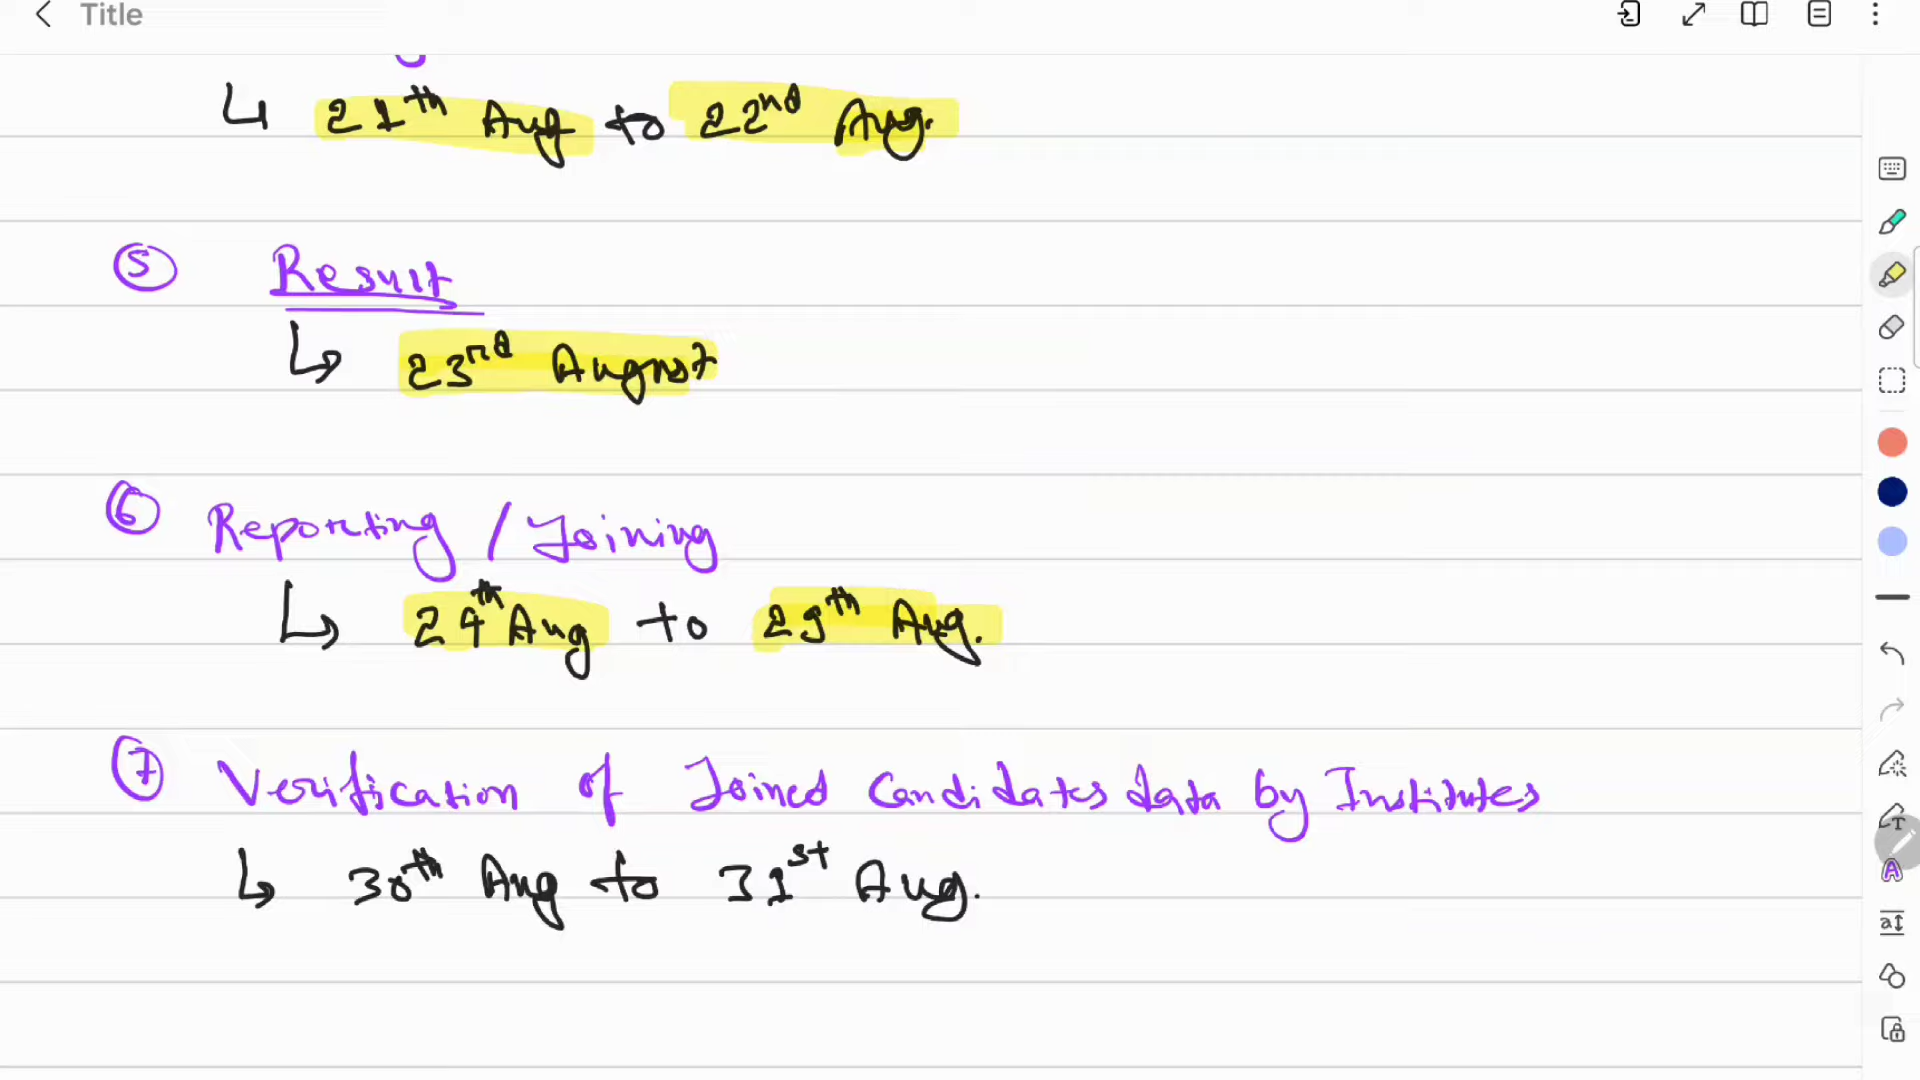 Title
↳ 21th Aug to 22nd Aug.
⑤ Result
↳ 23rd August
⑥ Reporting / Joining
↳ 24th Aug to 29th Aug.
⑦ Verification of Joined Candidates data by Institutes
↳ 30th Aug to 31st Aug.